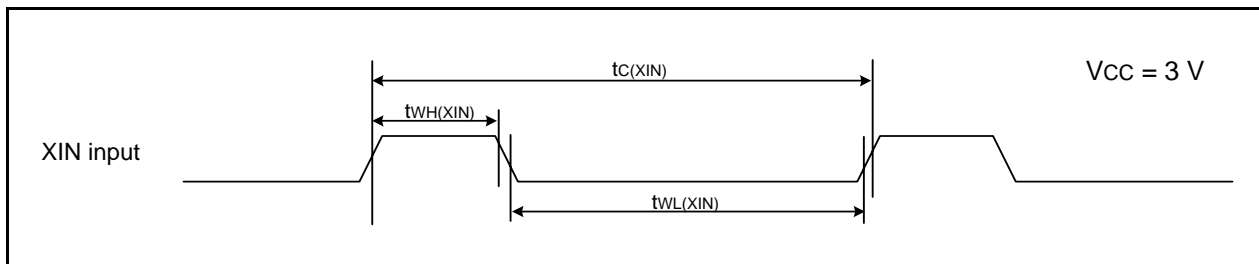 tC(XIN)
VCC = 3 V
tWH(XIN)
XIN input
tWL(XIN)